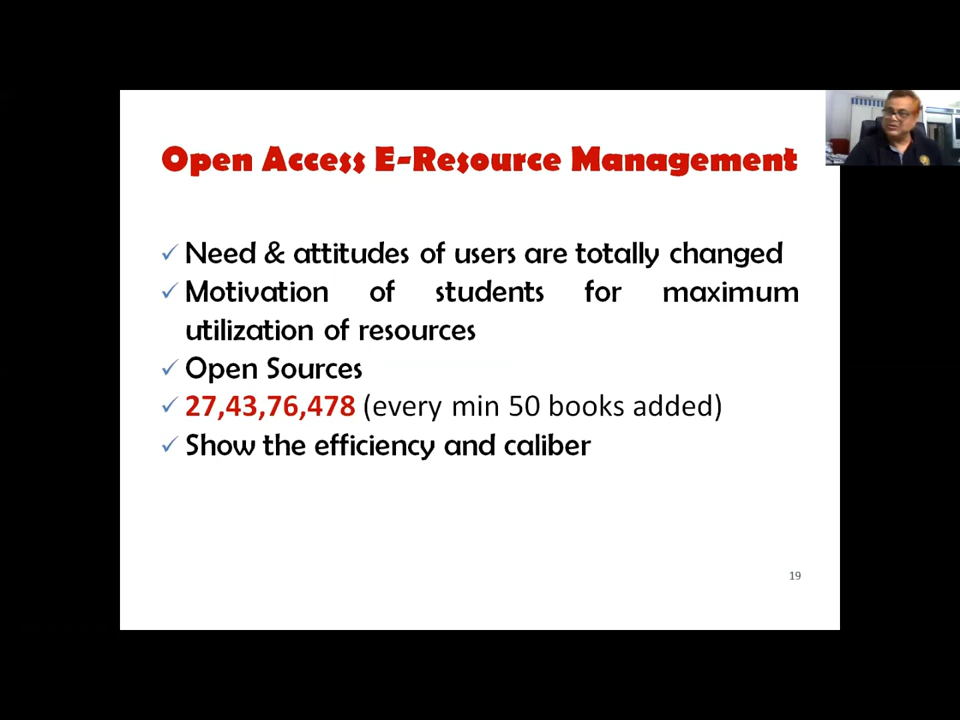 Open Access E-Resource Management
✓ Need & attitudes of users are totally changed
✓ Motivation of students for maximum
utilization of resources
✓ Open Sources
✓ 27,43,76,478 (every min 50 books added)
✓ Show the efficiency and caliber
19